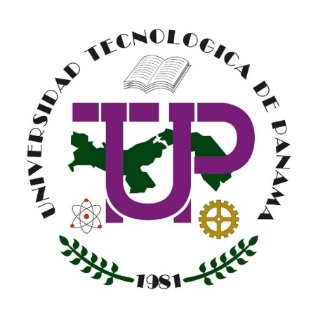 UNIVERSIDAD TECNOLOGICA DE PANAMA
UTP
1981